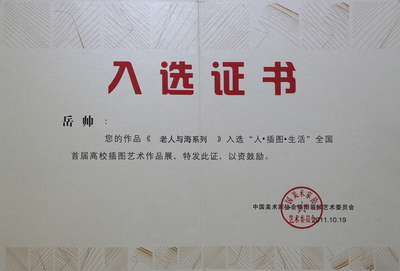 入选证书
岳 帅 :
您的作品《 老人与海系列 》入选“人•插图•生活”全国
首届高校插图艺术作品展、特发此证、以资鼓励。
中国美术家协会插图装帧艺术委员会
2011.10.19